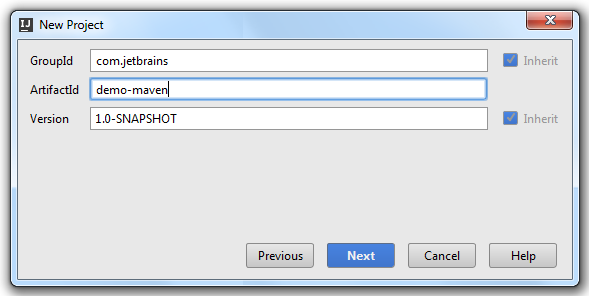 IJ New Project
GroupId com.jetbrains Inherit
ArtifactId demo-maven
Version 1.0-SNAPSHOT Inherit
Previous Next Cancel Help